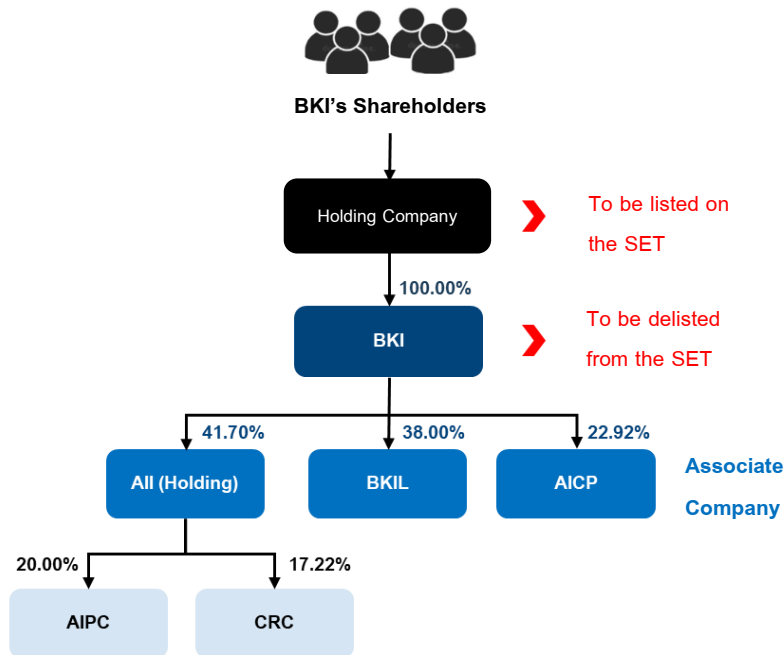 BKI's Shareholders
Holding Company
To be listed on
the SET
100.00%
BKI
To be delisted
from the SET
41.70%
38.00%
22.92%
AII (Holding)
BKIL
AICP
Associate
Company
20.00%
17.22%
AIPC
CRC